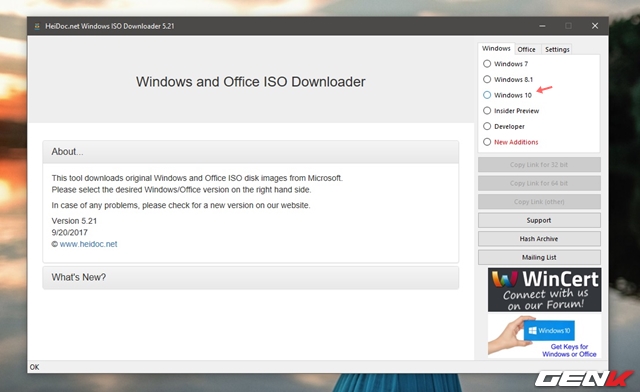 HeiDoc.net Windows ISO Downloader 5.21
Windows and Office ISO Downloader
About...
This tool downloads original Windows and Office ISO disk images from Microsoft.
Please select the desired Windows/Office version on the right hand side.
In case of any problems, please check for a new version on our website.
Version 5.21
9/20/2017
© www.heidoc.net
What's New?
Windows Office Settings
Windows 7
Windows 8.1
Windows 10
Insider Preview
Developer
New Additions
Copy Link for 32 bit
Copy Link for 64 bit
Copy Link (other)
Support
Hash Archive
Mailing List
WinCert
Connect with us
on our Forum!
Windows 10
Get Keys for
Windows or Office
OK
GENK